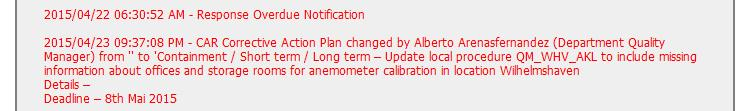 2015/04/22 06:30:52 AM - Response Overdue Notification
2015/04/23 09:37:08 PM - CAR Corrective Action Plan changed by Alberto Arenasfernandez (Department Quality
Manager) from '' to 'Containment / Short term / Long term – Update local procedure QM_WHV_AKL to include missing
information about offices and storage rooms for anemometer calibration in location Wilhelmshaven
Details –
Deadline – 8th Mai 2015